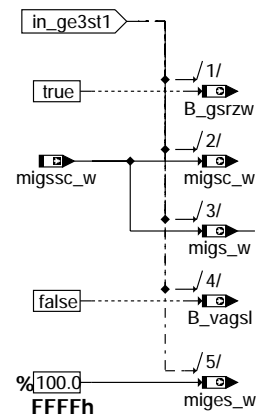 in_ge3st1
1/
true
B_gsrzw
2/
migssc_w
migsc_w
3/
migs_w
4/
false
B_vagsl
5/
%100.0
miges_w
FFFFh